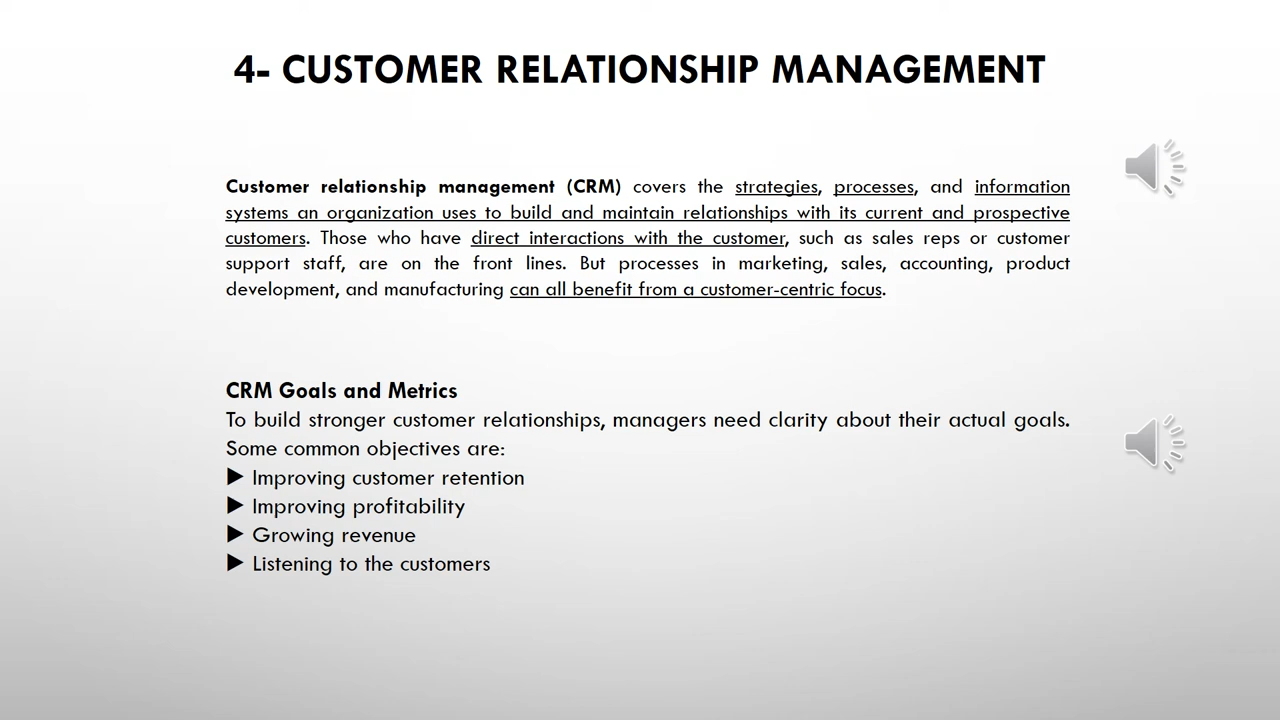 4- CUSTOMER RELATIONSHIP MANAGEMENT
Customer relationship management (CRM) covers the strategies, processes, and information
systems an organization uses to build and maintain relationships with its current and prospective
customers. Those who have direct interactions with the customer, such as sales reps or customer
support staff, are on the front lines. But processes in marketing, sales, accounting, product
development, and manufacturing can all benefit from a customer-centric focus.
CRM Goals and Metrics
To build stronger customer relationships, managers need clarity about their actual goals.
Some common objectives are:
▶ Improving customer retention
▶ Improving profitability
▶ Growing revenue
▶ Listening to the customers